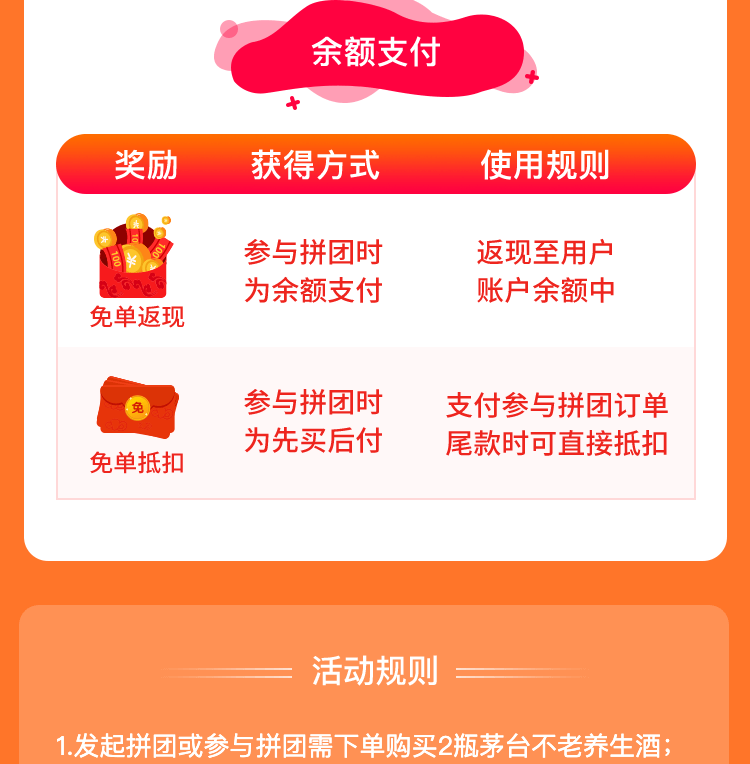 余额支付
奖励 获得方式 使用规则
参与拼团时 返现至用户
为余额支付 账户余额中
免单返现
参与拼团时 支付参与拼团订单
为先买后付 尾款时可直接抵扣
免
免单抵扣
活动规则
1.发起拼团或参与拼团需下单购买2瓶茅台不老养生酒；